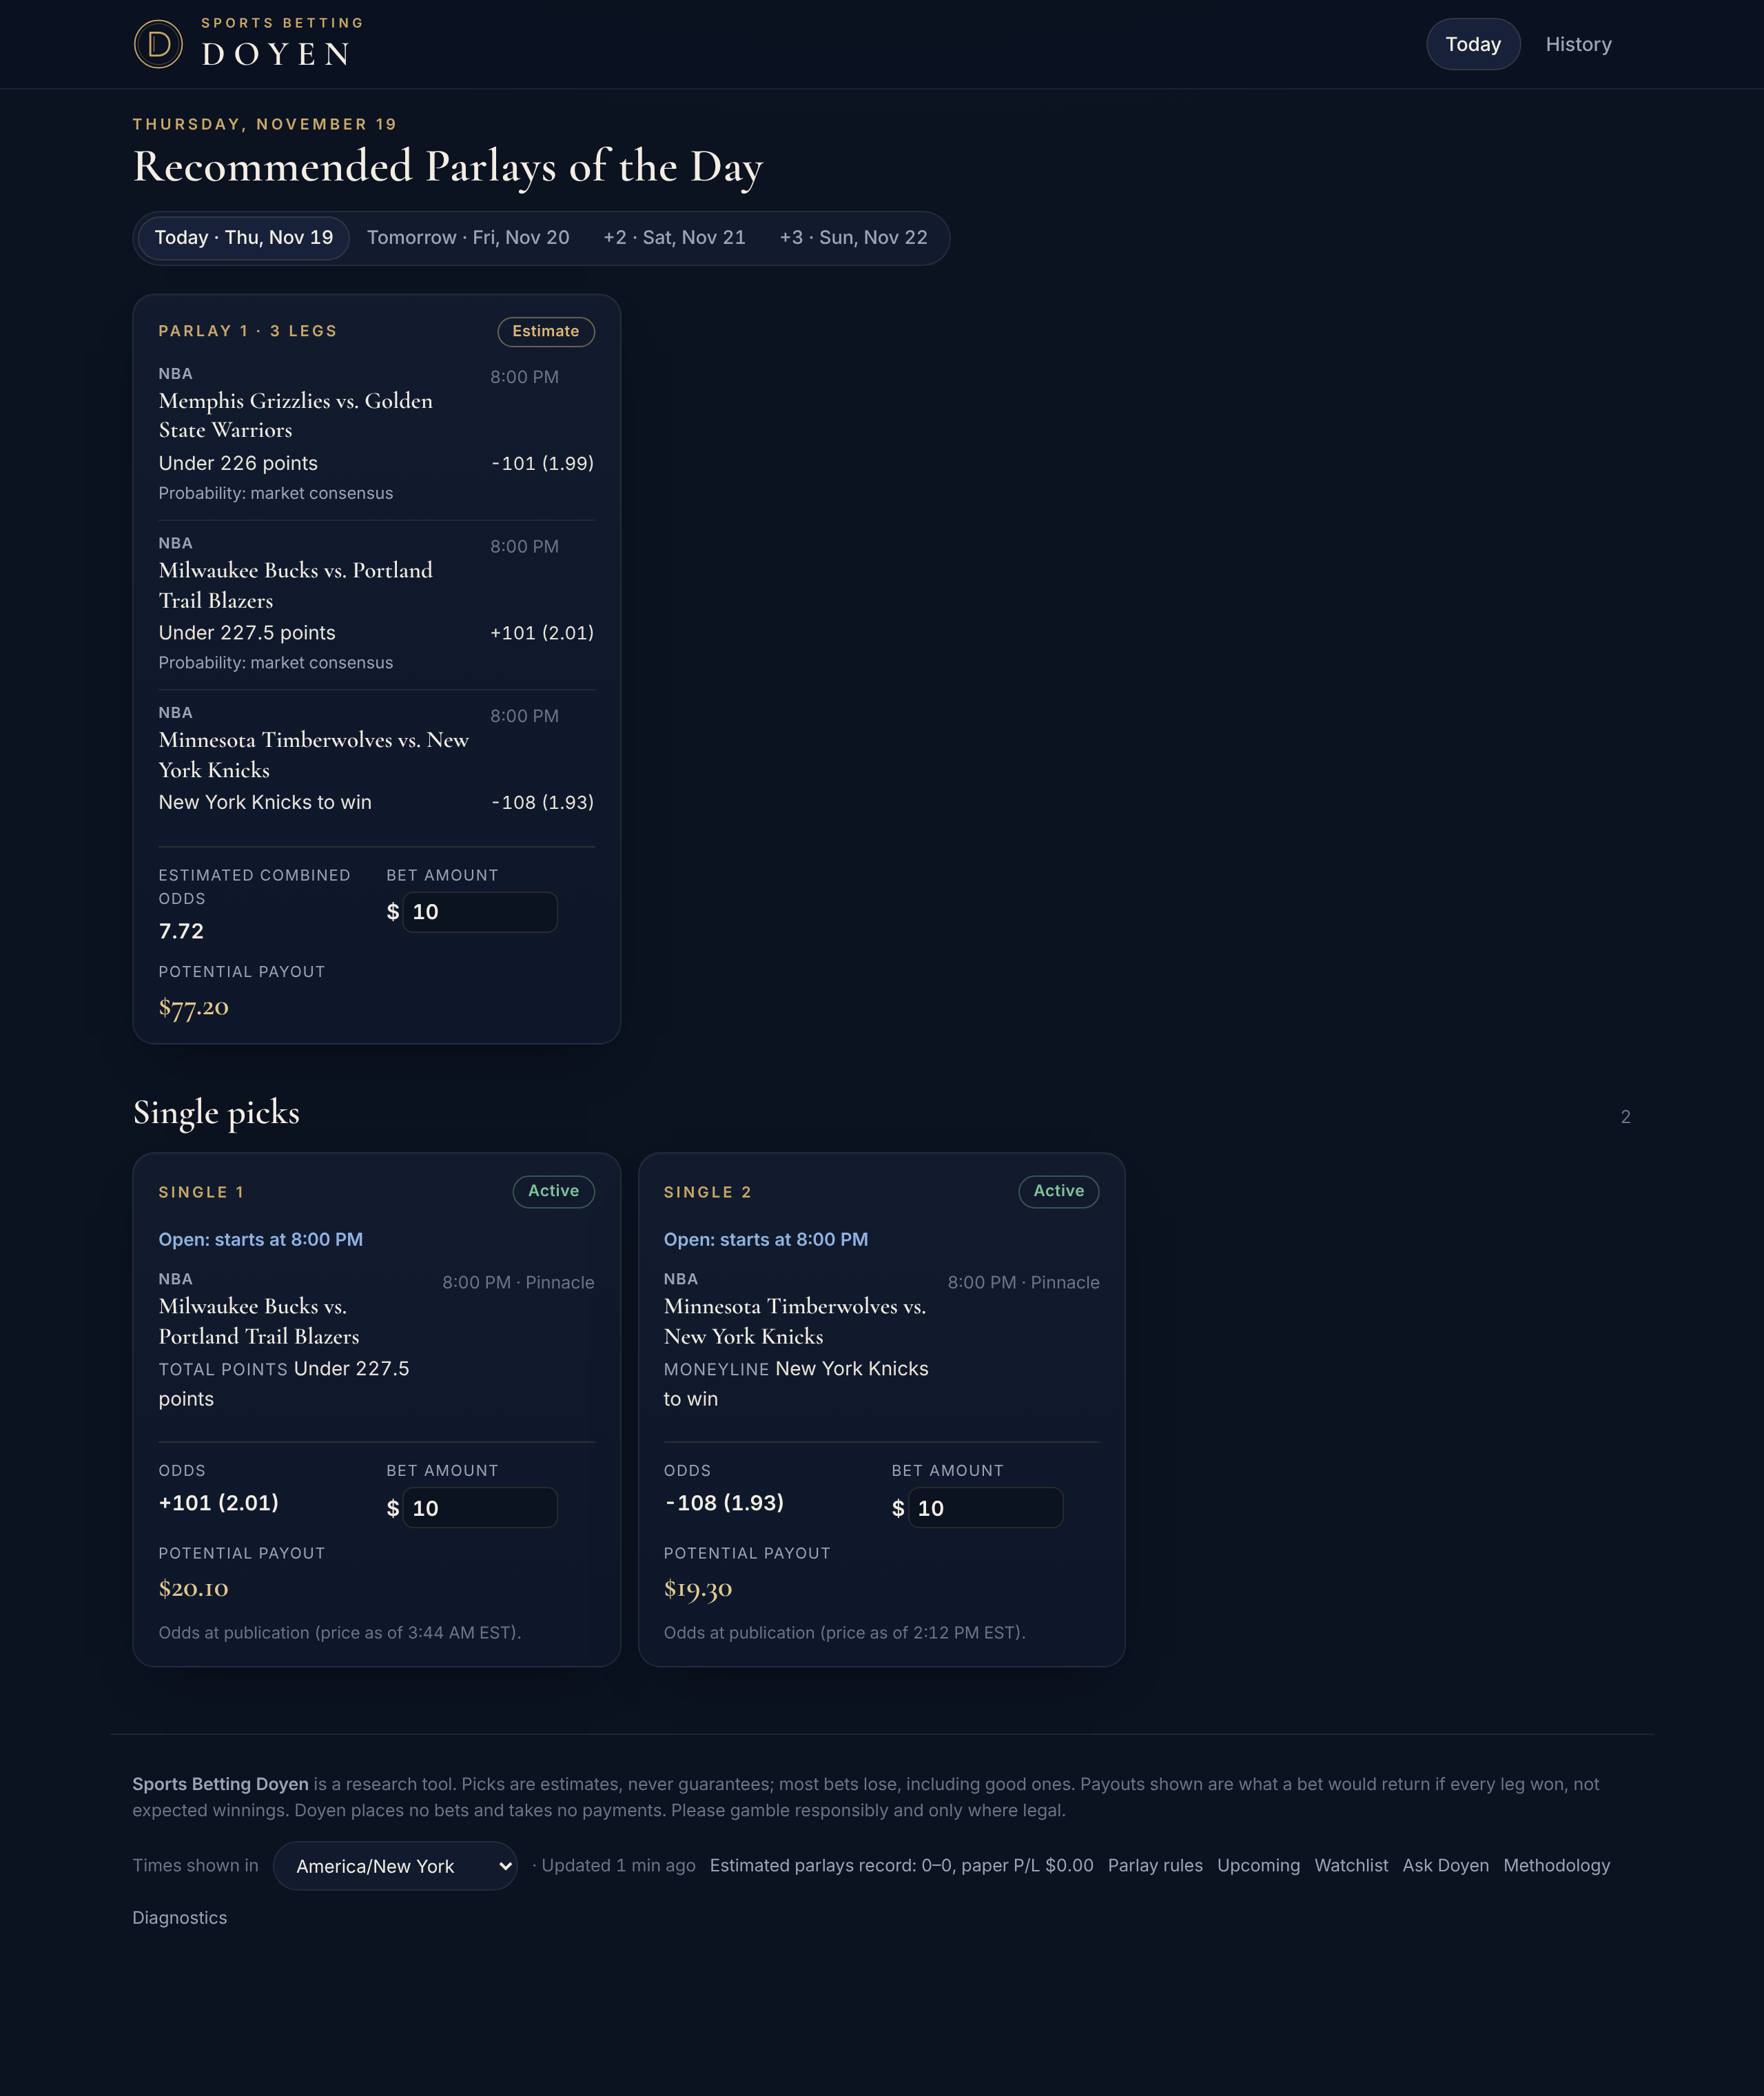 SPORTS BETTING
DOYEN
Today
History
THURSDAY, NOVEMBER 19
Recommended Parlays of the Day
Today · Thu, Nov 19
Tomorrow · Fri, Nov 20
+2 · Sat, Nov 21
+3 · Sun, Nov 22
PARLAY 1 · 3 LEGS
Estimate
NBA
8:00 PM
Memphis Grizzlies vs. Golden
State Warriors
Under 226 points
-101 (1.99)
Probability: market consensus
NBA
8:00 PM
Milwaukee Bucks vs. Portland
Trail Blazers
Under 227.5 points
+101 (2.01)
Probability: market consensus
NBA
8:00 PM
Minnesota Timberwolves vs. New
York Knicks
New York Knicks to win
-108 (1.93)
ESTIMATED COMBINED
ODDS
7.72
BET AMOUNT
$ 10
POTENTIAL PAYOUT
$77.20
Single picks
2
SINGLE 1
Active
Open: starts at 8:00 PM
NBA
8:00 PM · Pinnacle
Milwaukee Bucks vs.
Portland Trail Blazers
TOTAL POINTS Under 227.5
points
ODDS
+101 (2.01)
BET AMOUNT
$ 10
POTENTIAL PAYOUT
$20.10
Odds at publication (price as of 3:44 AM EST).
SINGLE 2
Active
Open: starts at 8:00 PM
NBA
8:00 PM · Pinnacle
Minnesota Timberwolves vs.
New York Knicks
MONEYLINE New York Knicks
to win
ODDS
-108 (1.93)
BET AMOUNT
$ 10
POTENTIAL PAYOUT
$19.30
Odds at publication (price as of 2:12 PM EST).
Sports Betting Doyen is a research tool. Picks are estimates, never guarantees; most bets lose, including good ones. Payouts shown are what a bet would return if every leg won, not
expected winnings. Doyen places no bets and takes no payments. Please gamble responsibly and only where legal.
Times shown in America/New York · Updated 1 min ago Estimated parlays record: 0–0, paper P/L $0.00 Parlay rules Upcoming Watchlist Ask Doyen Methodology
Diagnostics